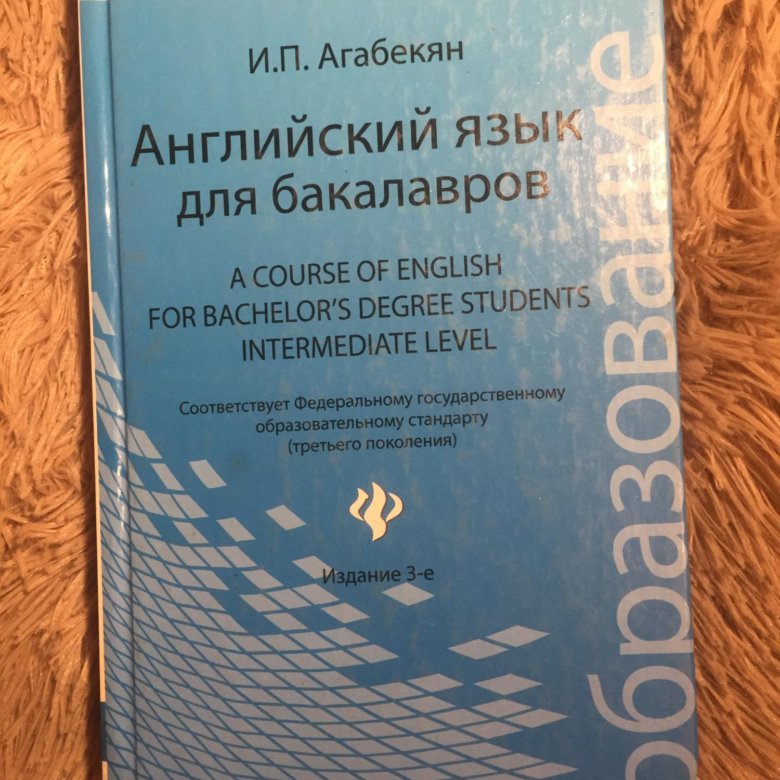 И.П. Агабекян
Английский язык
для бакалавров
A COURSE OF ENGLISH
FOR BACHELOR'S DEGREE STUDENTS
INTERMEDIATE LEVEL
Соответствует Федеральному государственному
образовательному стандарту
(третьего поколения)
Издание 3-е
образование